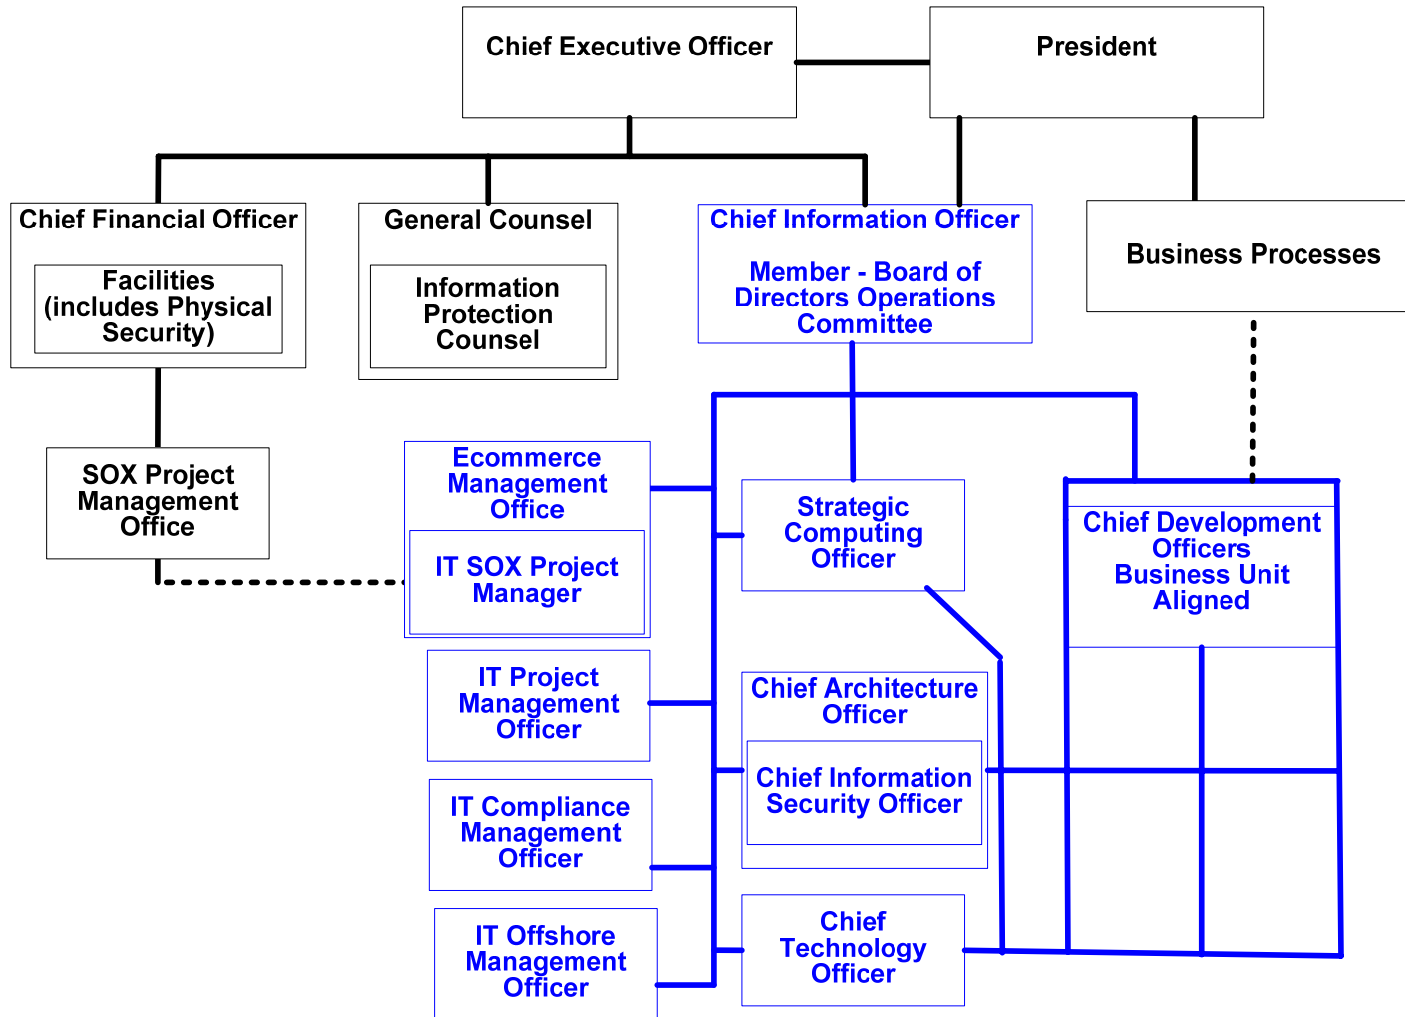 Chief Executive Officer
President
Chief Financial Officer
Facilities
(includes Physical
Security)
General Counsel
Information
Protection
Counsel
Chief Information Officer
Member - Board of
Directors Operations
Committee
Business Processes
SOX Project
Management
Office
Ecommerce
Management
Office
IT SOX Project
Manager
Strategic
Computing
Officer
Chief Development
Officers
Business Unit
Aligned
IT Project
Management
Officer
Chief Architecture
Officer
Chief Information
Security Officer
IT Compliance
Management
Officer
IT Offshore
Management
Officer
Chief
Technology
Officer